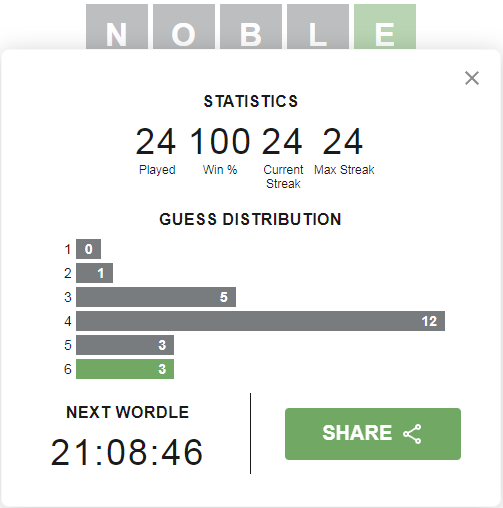 NOBLE
STATISTICS
24 100 24 24
Played Win % Current Streak Max Streak
GUESS DISTRIBUTION
1 0
2 1
3 5
4 12
5 3
6 3
NEXT WORDLE
21:08:46
SHARE